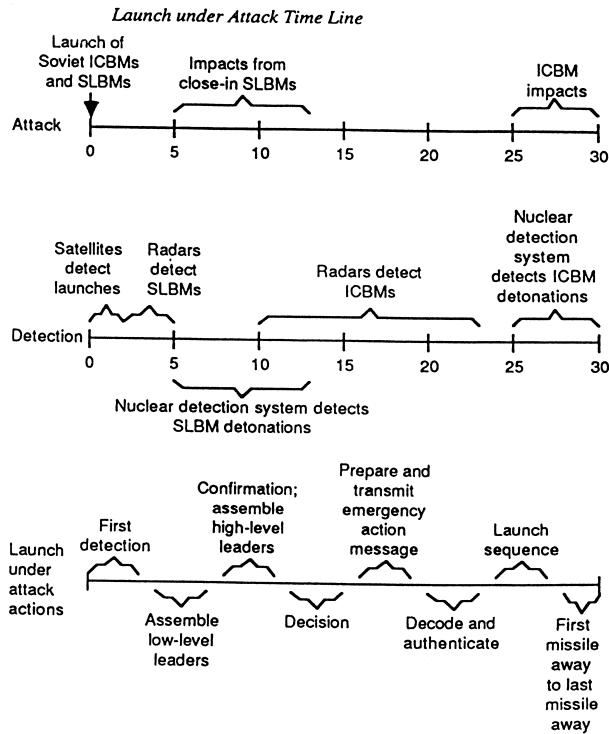 Launch under Attack Time Line
Launch of
Soviet ICBMs
and SLBMs
Impacts from
close-in SLBMs
ICBM
impacts
Attack
0 5 10 15 20 25 30
Satellites
detect
launches
Radars
detect
SLBMs
Radars detect
ICBMs
Nuclear
detection
system
detects ICBM
detonations
Detection
0 5 10 15 20 25 30
Nuclear detection system detects
SLBM detonations
Launch
under
attack
actions
First
detection
Assemble
low-level
leaders
Confirmation;
assemble
high-level
leaders
Decision
Prepare and
transmit
emergency
action
message
Decode and
authenticate
Launch
sequence
First
missile
away
to last
missile
away